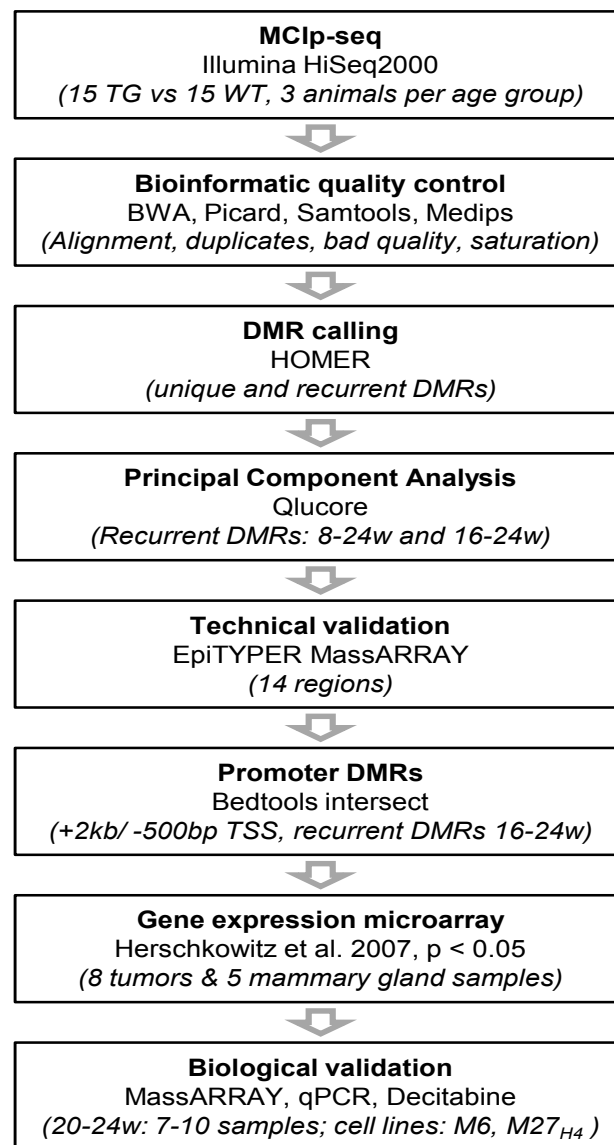 MCIp-seq
Illumina HiSeq2000
(15 TG vs 15 WT, 3 animals per age group)
Bioinformatic quality control
BWA, Picard, Samtools, Medips
(Alignment, duplicates, bad quality, saturation)
DMR calling
HOMER
(unique and recurrent DMRs)
Principal Component Analysis
Qlucore
(Recurrent DMRs: 8-24w and 16-24w)
Technical validation
EpiTYPER MassARRAY
(14 regions)
Promoter DMRs
Bedtools intersect
(+2kb/ -500bp TSS, recurrent DMRs 16-24w)
Gene expression microarray
Herschkowitz et al. 2007, p < 0.05
(8 tumors & 5 mammary gland samples)
Biological validation
MassARRAY, qPCR, Decitabine
(20-24w: 7-10 samples; cell lines: M6, M27H4 )